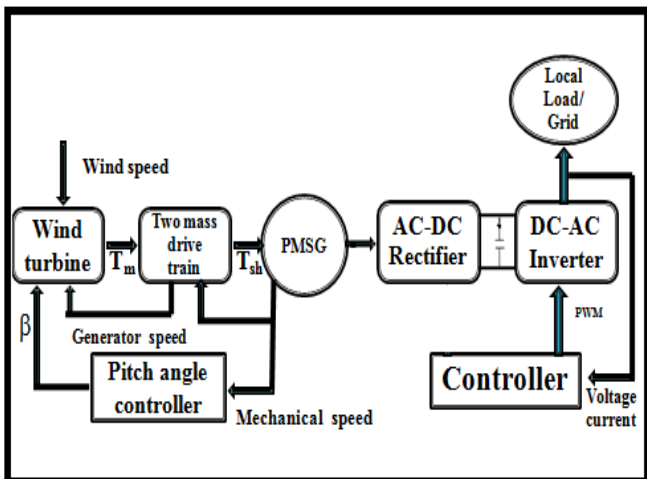 Local
Load/
Grid
Wind speed
Wind
turbine
Tm
Two mass
drive
train
Tsh
PMSG
AC-DC
Rectifier
DC-AC
Inverter
β
Generator speed
PWM
Pitch angle
controller
Mechanical speed
Controller
Voltage
current